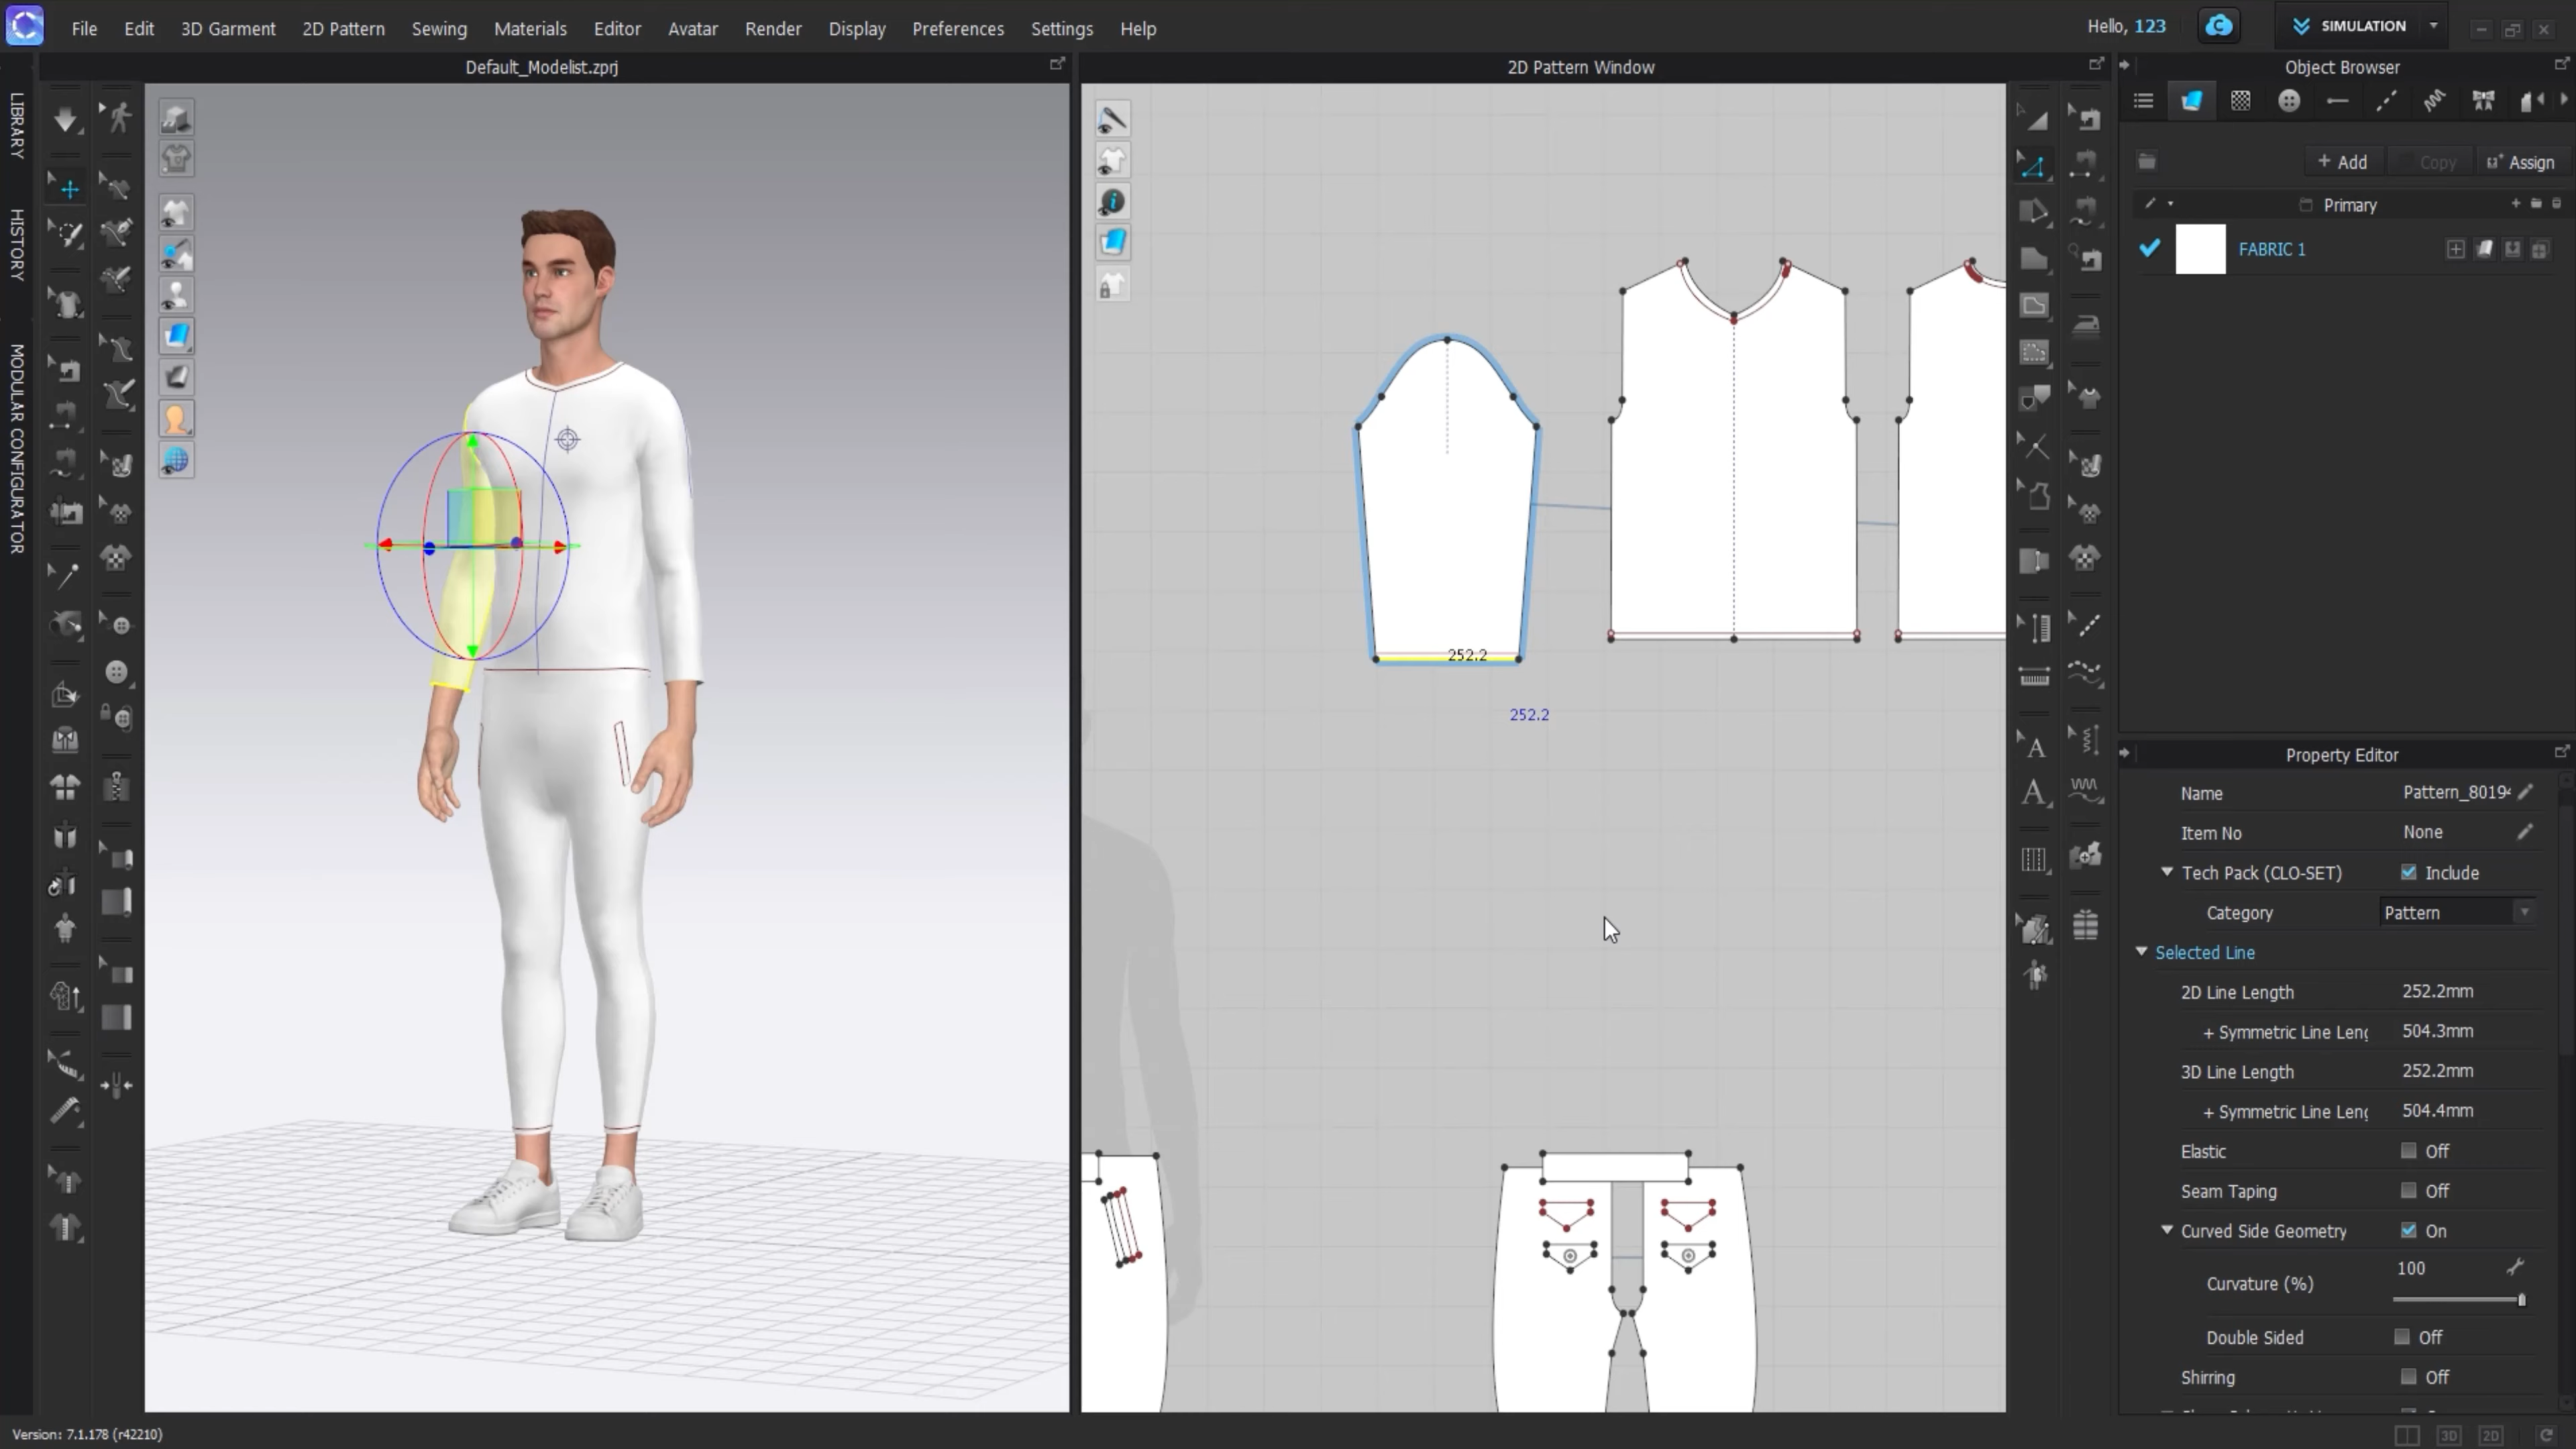 File Edit 3D Garment 2D Pattern Sewing Materials Editor Avatar Render Display Preferences Settings Help
Hello, 123
SIMULATION
Default_Modelist.zprj
2D Pattern Window
Object Browser
LIBRARY
HISTORY
MODULAR CONFIGURATOR
+ Add
Copy
Assign
Primary
FABRIC 1
252.2
252.2
Property Editor
Name Pattern_80194
Item No None
Tech Pack (CLO-SET) Include
Category Pattern
Selected Line
2D Line Length 252.2mm
+ Symmetric Line Leng 504.3mm
3D Line Length 252.2mm
+ Symmetric Line Leng 504.4mm
Elastic Off
Seam Taping Off
Curved Side Geometry On
Curvature (%) 100
Double Sided Off
Shirring Off
Version: 7.1.178 (r42210)
3D 2D